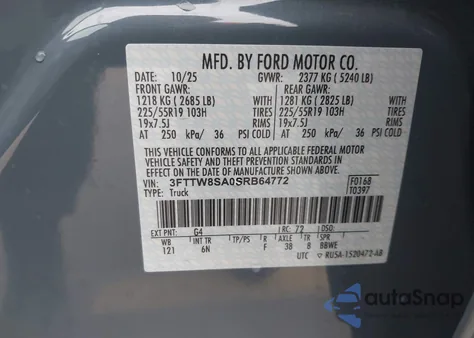 MFD. BY FORD MOTOR CO.
DATE: 10/25 GVWR: 2377 KG ( 5240 LB)
FRONT GAWR: REAR GAWR:
1218 KG ( 2685 LB) 1281 KG ( 2825 LB)
225/55R19 103H TIRES 225/55R19 103H TIRES
19x7.5J RIMS 19x7.5J RIMS
AT 250 kPa/ 36 PSI COLD AT 250 kPa/ 36 PSI COLD
THIS VEHICLE CONFORMS TO ALL APPLICABLE FEDERAL MOTOR
VEHICLE SAFETY, BUMPER, AND THEFT PREVENTION STANDARDS IN
EFFECT ON THE DATE OF MANUFACTURE SHOWN ABOVE.
VIN: 3FTTW8SA0SRB64772 F0168
TYPE: Truck T0397
EXT PNT: G4 RC: 72 DSO:
WB INT TR TP/PS R AXLE TR SPR
121 6N F 38 B BBWE
UTC RU5A-1520472-AB
autoSnap